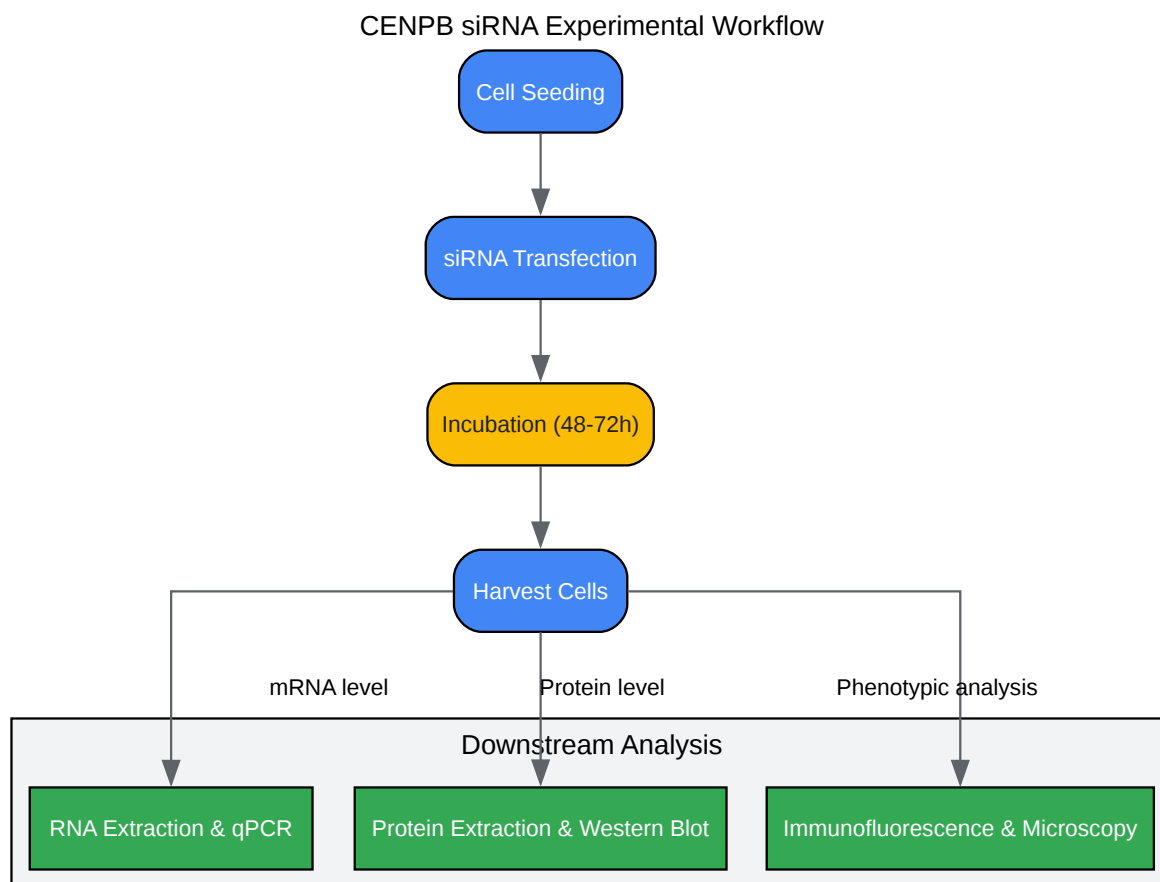 CENPB siRNA Experimental Workflow
Cell Seeding
siRNA Transfection
Incubation (48-72h)
Harvest Cells
mRNA level
Protein level
Phenotypic analysis
Downstream Analysis
RNA Extraction & qPCR
Protein Extraction & Western Blot
Immunofluorescence & Microscopy